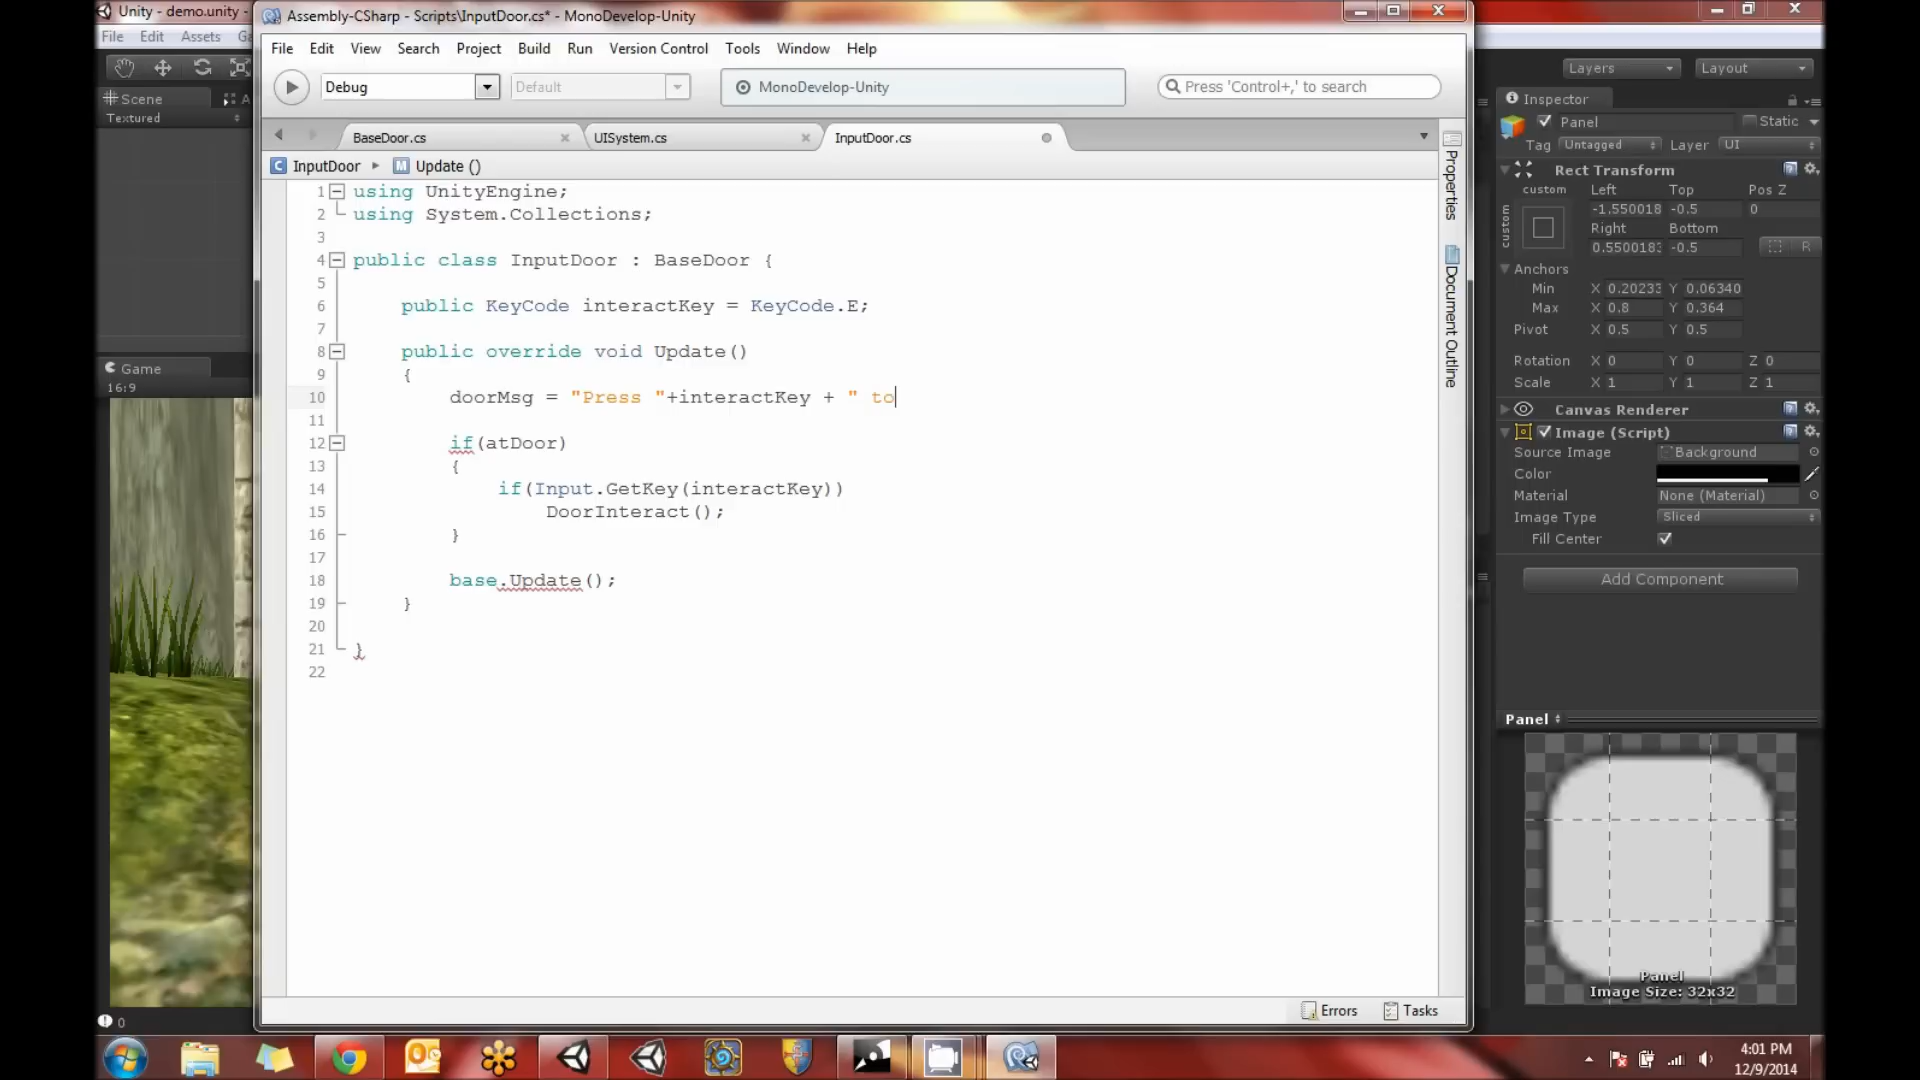 Unity - demo.unity -
File Edit Assets Ga
Scene
Textured
Game
16:9
0
Assembly-CSharp - Scripts\InputDoor.cs* - MonoDevelop-Unity
File Edit View Search Project Build Run Version Control Tools Window Help
Debug Default MonoDevelop-Unity Press 'Control+,' to search
BaseDoor.cs UISystem.cs InputDoor.cs
InputDoor Update ()
1 using UnityEngine;
2 using System.Collections;
3
4 public class InputDoor : BaseDoor {
5
6 public KeyCode interactKey = KeyCode.E;
7
8 public override void Update()
9 {
10 doorMsg = "Press "+interactKey + " to
11
12 if(atDoor)
13 {
14 if(Input.GetKey(interactKey))
15 DoorInteract();
16 }
17
18 base.Update();
19 }
20
21 }
22
Properties
Document Outline
Errors Tasks
Layers Layout
Inspector
Panel Static
Tag Untagged Layer UI
Rect Transform
custom Left Top Pos Z
-1.550018 -0.5 0
custom
Right Bottom
0.550018 -0.5 R
Anchors
Min X 0.20233 Y 0.06340
Max X 0.8 Y 0.364
Pivot X 0.5 Y 0.5
Rotation X 0 Y 0 Z 0
Scale X 1 Y 1 Z 1
Canvas Renderer
Image (Script)
Source Image Background
Color
Material None (Material)
Image Type Sliced
Fill Center
Add Component
Panel
Panel
Image Size: 32x32
4:01 PM
12/9/2014